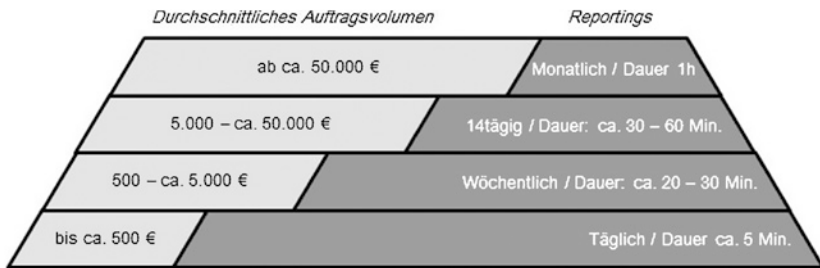 Durchschnittliches Auftragsvolumen Reportings
ab ca. 50.000 € Monatlich / Dauer 1h
5.000 – ca. 50.000 € 14tägig / Dauer: ca. 30 – 60 Min.
500 – ca. 5.000 € Wöchentlich / Dauer: ca. 20 – 30 Min.
bis ca. 500 € Täglich / Dauer ca. 5 Min.